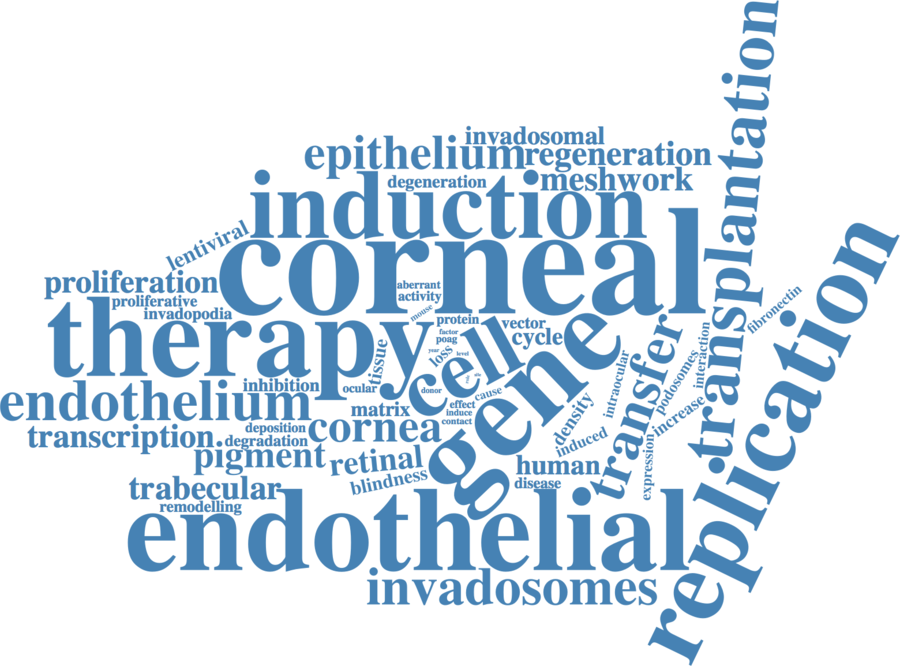 transplantation
invadosomal
epithelium
regeneration
degeneration
meshwork
induction
lentiviral
corneal
replication
proliferation
aberrant
activity
proliferative
invadopodia
mouse
fibronectin
therapy
protein
vector
factor
cycle
poag
cell
gene
transfer
interaction
tissue
loss
year
level
intraocular
podosomes
inhibition
ocular
donor
cause
endothelium
matrix
effect
induce
contact
density
increase
deposition
transcription.
degradation
cornea
induced
expression
pigment
retinal
human
blindness
disease
trabecular
remodelling
endothelial
invadosomes